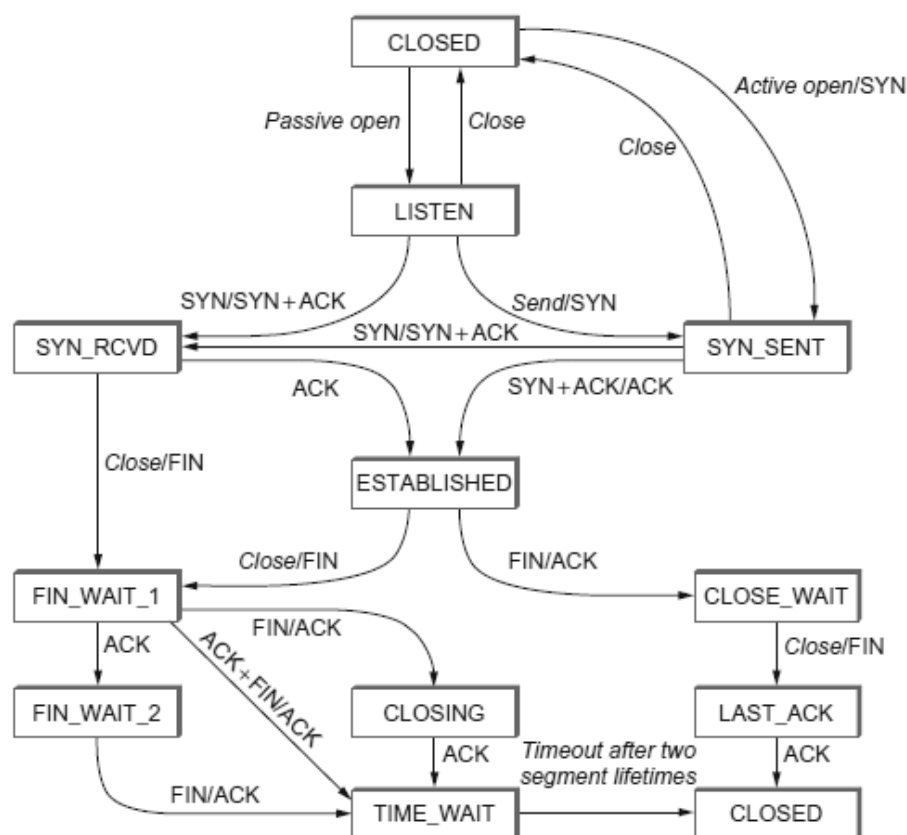 CLOSED
Active open/SYN
Passive open
Close
Close
LISTEN
SYN/SYN+ACK
Send/SYN
SYN/SYN+ACK
SYN_RCVD
SYN_SENT
ACK
SYN+ACK/ACK
Close/FIN
ESTABLISHED
Close/FIN
FIN/ACK
FIN_WAIT_1
CLOSE_WAIT
FIN/ACK
ACK
ACK+FIN/ACK
Close/FIN
FIN_WAIT_2
CLOSING
LAST_ACK
ACK
Timeout after two
segment lifetimes
ACK
FIN/ACK
TIME_WAIT
CLOSED